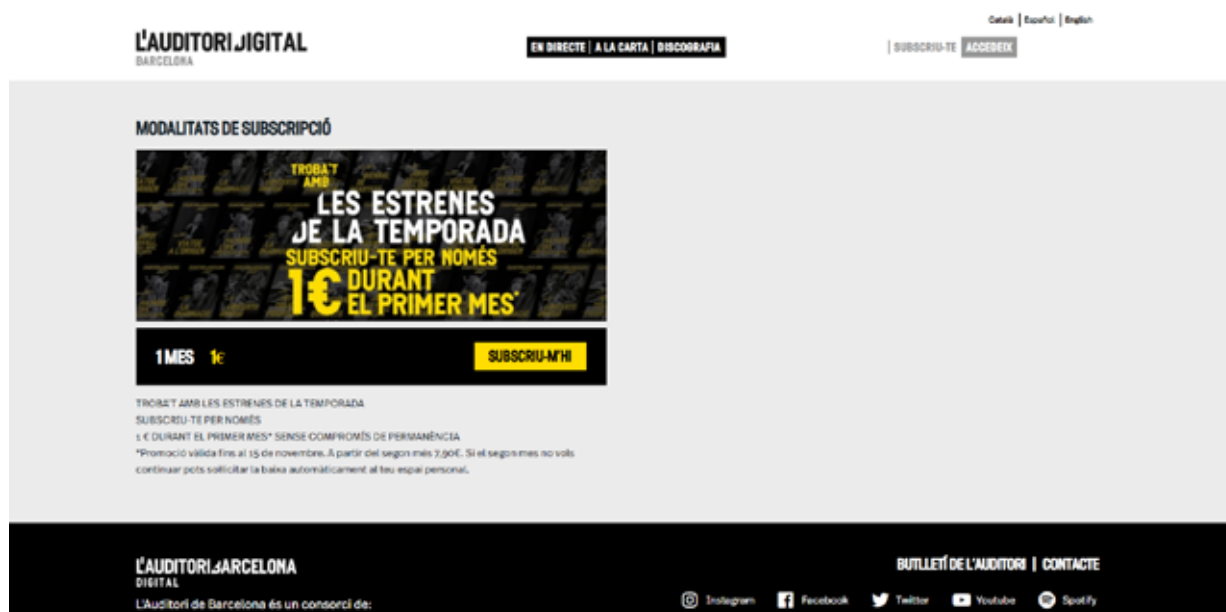 Català | Español | English
L'AUDITORI DIGITAL
BARCELONA
EN DIRECTE | A LA CARTA | DISCOGRAFIA
| SUBSCRIU-TE ACCEDEIX
MODALITATS DE SUBSCRIPCIÓ
TROBA'T
AMB
LES ESTRENES
DE LA TEMPORADA
SUBSCRIU-TE PER NOMÉS
1€ DURANT
EL PRIMER MES*
1 MES 1€
SUBSCRIU-M'HI
TROBA'T AMB LES ESTRENES DE LA TEMPORADA
SUBSCRIU-TE PER NOMÉS
1 € DURANT EL PRIMER MES* SENSE COMPROMÍS DE PERMANÈNCIA
*Promoció vàlida fins al 15 de novembre. A partir del segon més 7,90€. Si el segon mes no vols
continuar pots sol·licitar la baixa automàticament al teu espai personal.
L'AUDITORI BARCELONA
DIGITAL
L'Auditori de Barcelona és un consorci de:
BUTLLETÍ DE L'AUDITORI | CONTACTE
Instagram Facebook Twitter Youtube Spotify